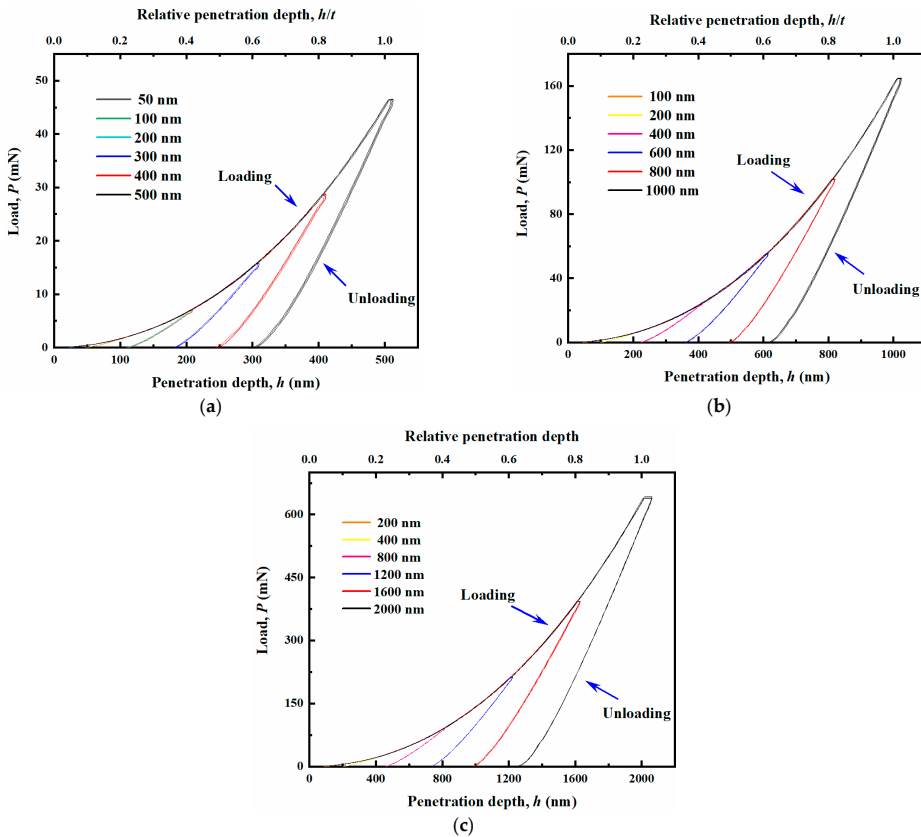 Relative penetration depth, h/t
0.0 0.2 0.4 0.6 0.8 1.0
50
40
30
20
10
0
Load, P (mN)
50 nm
100 nm
200 nm
300 nm
400 nm
500 nm
Loading
Unloading
0 100 200 300 400 500
Penetration depth, h (nm)
(a)
Relative penetration depth, h/t
0.0 0.2 0.4 0.6 0.8 1.0
160
120
80
40
0
Load, P (mN)
100 nm
200 nm
400 nm
600 nm
800 nm
1000 nm
Loading
Unloading
0 200 400 600 800 1000
Penetration depth, h (nm)
(b)
Relative penetration depth
0.0 0.2 0.4 0.6 0.8 1.0
600
450
300
150
0
Load, P (mN)
200 nm
400 nm
800 nm
1200 nm
1600 nm
2000 nm
Loading
Unloading
0 400 800 1200 1600 2000
Penetration depth, h (nm)
(c)